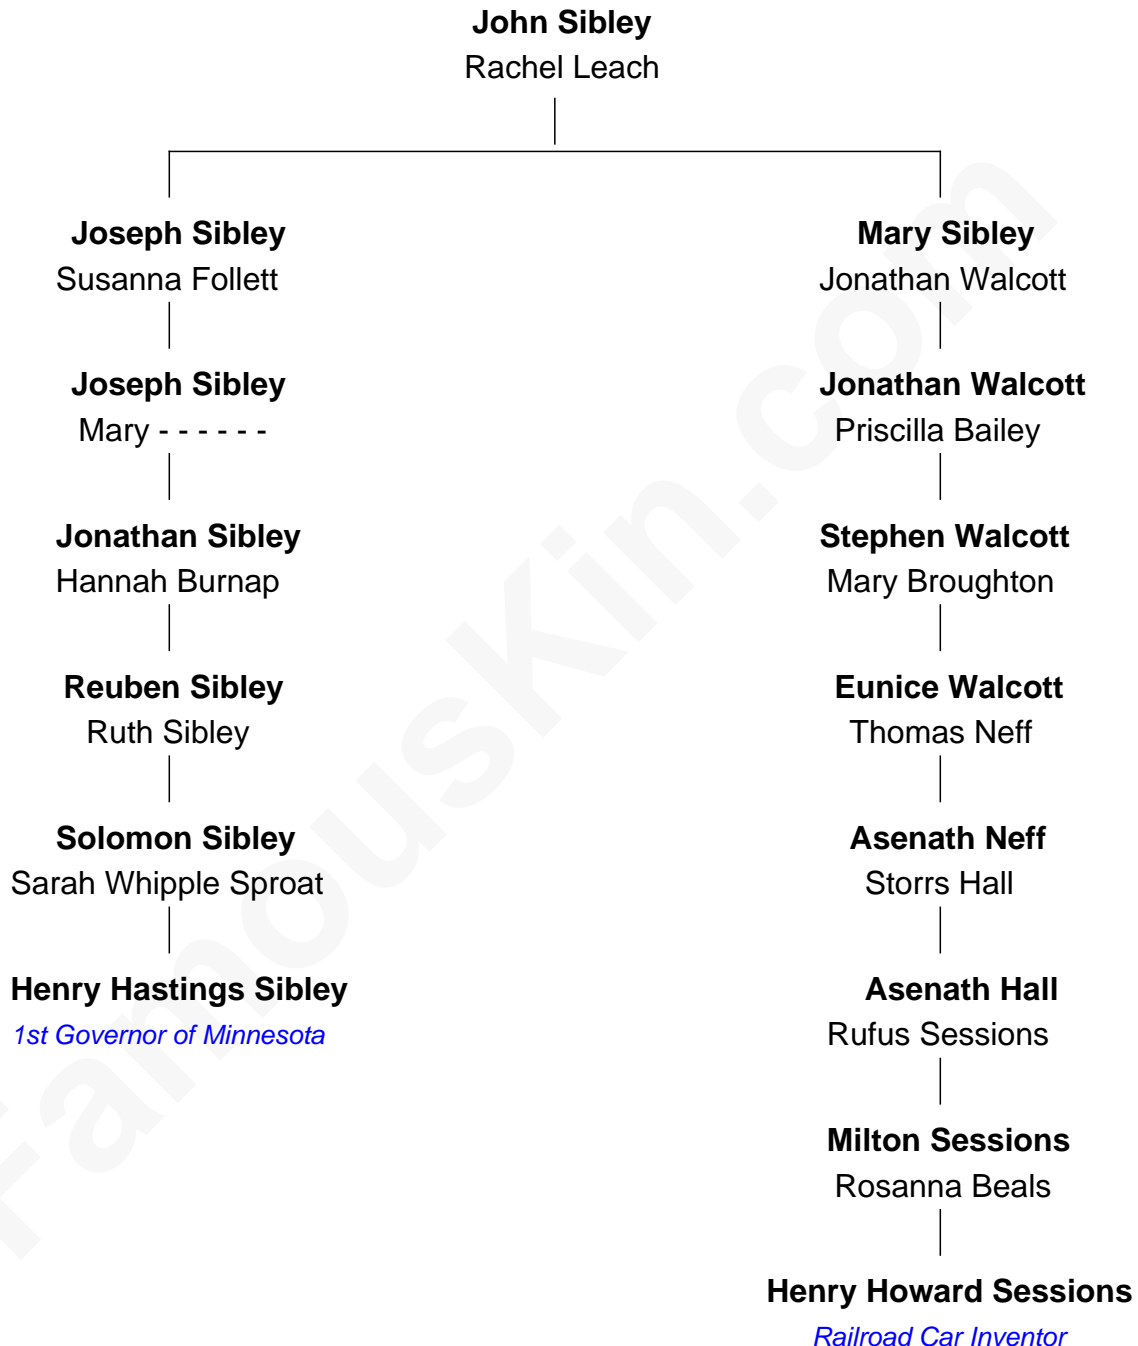 John Sibley
Rachel Leach
Joseph Sibley
Susanna Follett
Mary Sibley
Jonathan Walcott
Joseph Sibley
Mary - - - - - -
Jonathan Walcott
Priscilla Bailey
Jonathan Sibley
Hannah Burnap
Stephen Walcott
Mary Broughton
Reuben Sibley
Ruth Sibley
Eunice Walcott
Thomas Neff
Solomon Sibley
Sarah Whipple Sproat
Asenath Neff
Storrs Hall
Henry Hastings Sibley
1st Governor of Minnesota
Asenath Hall
Rufus Sessions
Milton Sessions
Rosanna Beals
Henry Howard Sessions
Railroad Car Inventor
FamousKin.com